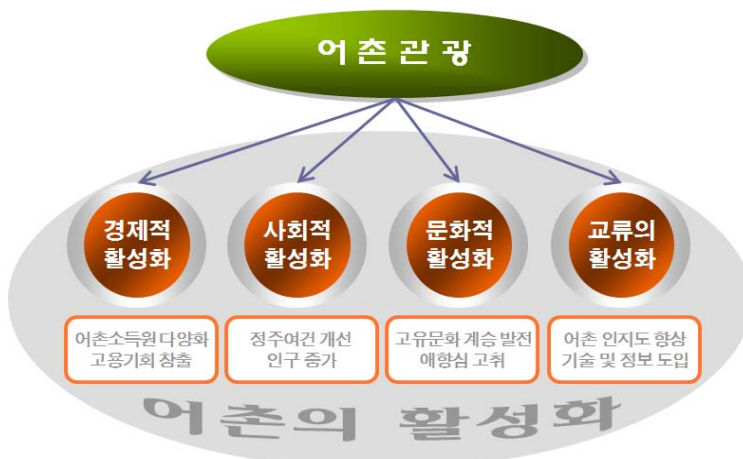 어촌관광
경제적
활성화
사회적
활성화
문화적
활성화
교류의
활성화
어촌소득원 다양화
고용기회 창출
정주여건 개선
인구 증가
고유문화 계승 발전
애향심 고취
어촌 인지도 향상
기술 및 정보 도입
어촌의 활성화